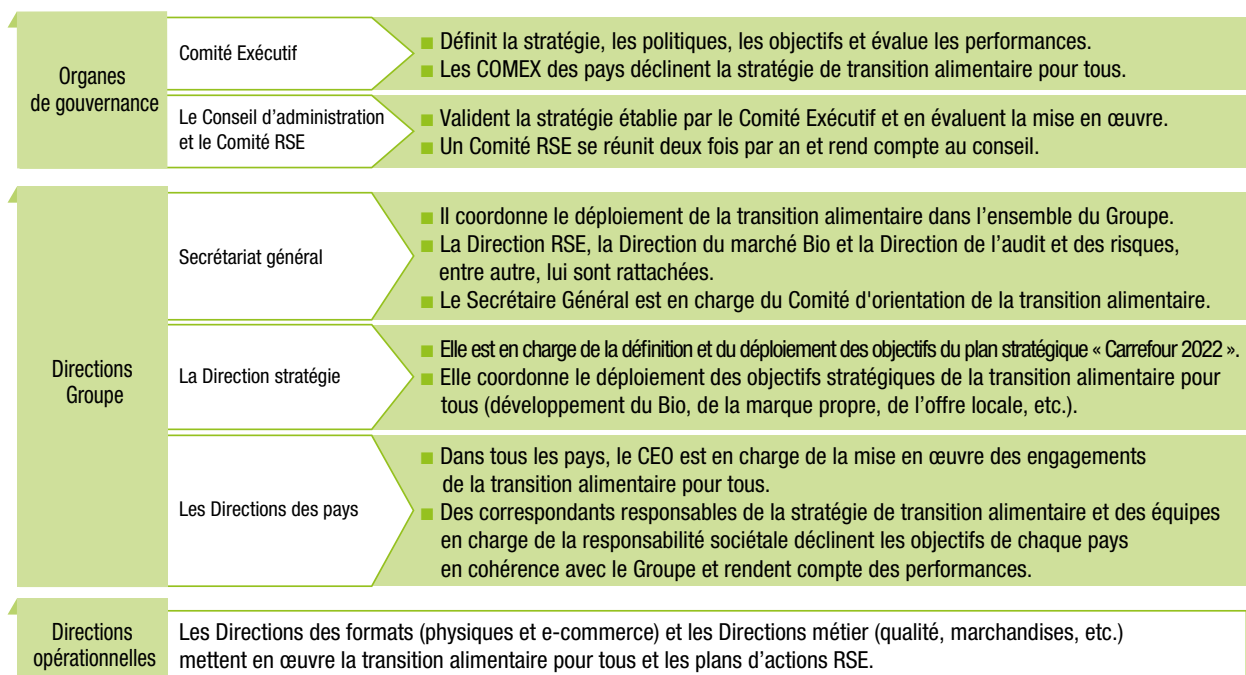 Organes
de gouvernance
Comité Exécutif
■ Définit la stratégie, les politiques, les objectifs et évalue les performances.
■ Les COMEX des pays déclinent la stratégie de transition alimentaire pour tous.
Le Conseil d’administration
et le Comité RSE
■ Valident la stratégie établie par le Comité Exécutif et en évaluent la mise en œuvre.
■ Un Comité RSE se réunit deux fois par an et rend compte au conseil.
Directions
Groupe
Secrétariat général
■ Il coordonne le déploiement de la transition alimentaire dans l’ensemble du Groupe.
■ La Direction RSE, la Direction du marché Bio et la Direction de l’audit et des risques,
entre autre, lui sont rattachées.
■ Le Secrétaire Général est en charge du Comité d'orientation de la transition alimentaire.
La Direction stratégie
■ Elle est en charge de la définition et du déploiement des objectifs du plan stratégique « Carrefour 2022 ».
■ Elle coordonne le déploiement des objectifs stratégiques de la transition alimentaire pour
tous (développement du Bio, de la marque propre, de l’offre locale, etc.).
Les Directions des pays
■ Dans tous les pays, le CEO est en charge de la mise en œuvre des engagements
de la transition alimentaire pour tous.
■ Des correspondants responsables de la stratégie de transition alimentaire et des équipes
en charge de la responsabilité sociétale déclinent les objectifs de chaque pays
en cohérence avec le Groupe et rendent compte des performances.
Directions
opérationnelles
Les Directions des formats (physiques et e-commerce) et les Directions métier (qualité, marchandises, etc.)
mettent en œuvre la transition alimentaire pour tous et les plans d’actions RSE.